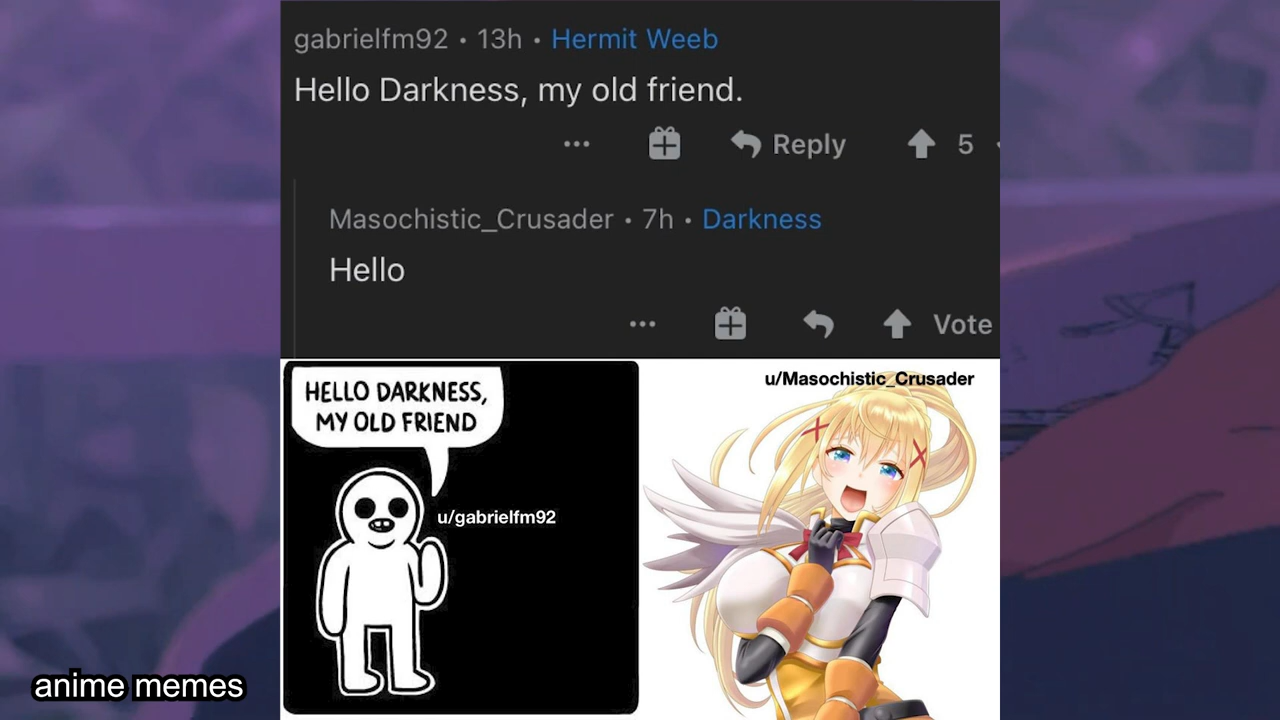 gabrielfm92 • 13h • Hermit Weeb
Hello Darkness, my old friend.
Reply 5
Masochistic_Crusader • 7h • Darkness
Hello
Vote
HELLO DARKNESS,
MY OLD FRIEND
u/gabrielfm92
u/Masochistic_Crusader
anime memes